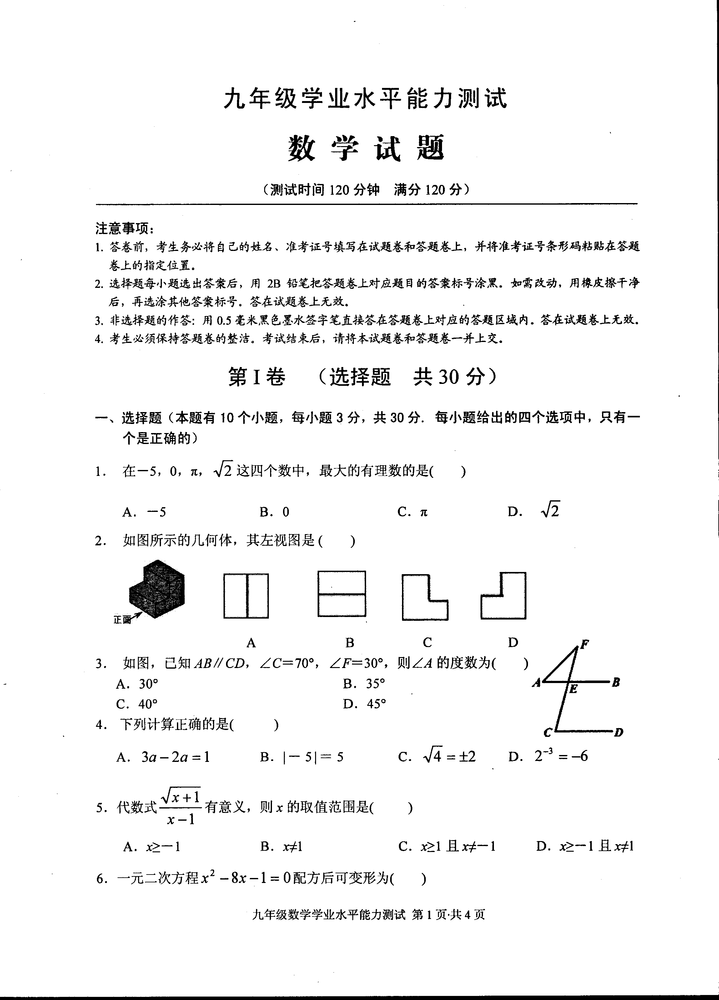 九年级学业水平能力测试
数学试题
（测试时间 120 分钟　满分 120 分）
注意事项：
1. 答卷前，考生务必将自己的姓名、准考证号填写在试题卷和答题卷上，并将准考证号条形码粘贴在答题
卷上的指定位置。
2. 选择题每小题选出答案后，用 2B 铅笔把答题卷上对应题目的答案标号涂黑。如需改动，用橡皮擦干净
后，再选涂其他答案标号。答在试题卷上无效。
3. 非选择题的作答：用 0.5 毫米黑色墨水签字笔直接答在答题卷上对应的答题区域内。答在试题卷上无效。
4. 考生必须保持答题卷的整洁。考试结束后，请将本试题卷和答题卷一并上交。
第 I 卷　（选择题　共 30 分）
一、选择题（本题有 10 个小题，每小题 3 分，共 30 分．每小题给出的四个选项中，只有一
个是正确的）
1． 在－5，0，π，√2 这四个数中，最大的有理数的是(　　)
A．－5　　B．0　　C．π　　D．√2
2． 如图所示的几何体，其左视图是(　　)
正面
A　　B　　C　　D
3． 如图，已知 AB∥CD，∠C=70°，∠F=30°，则∠A 的度数为(　　)
A．30°　　B．35°
C．40°　　D．45°
F
A
E
B
C
D
4． 下列计算正确的是(　　)
A．3a−2a=1　　B．|－5|＝5　　C．√4=±2　　D．2⁻³=−6
5．代数式 √(x+1)/(x−1) 有意义，则 x 的取值范围是(　　)
A．x≥－1　　B．x≠1　　C．x≥1 且 x≠－1　　D．x≥－1 且 x≠1
6．一元二次方程 x²−8x−1=0 配方后可变形为(　　)
九年级数学学业水平能力测试 第 1 页·共 4 页